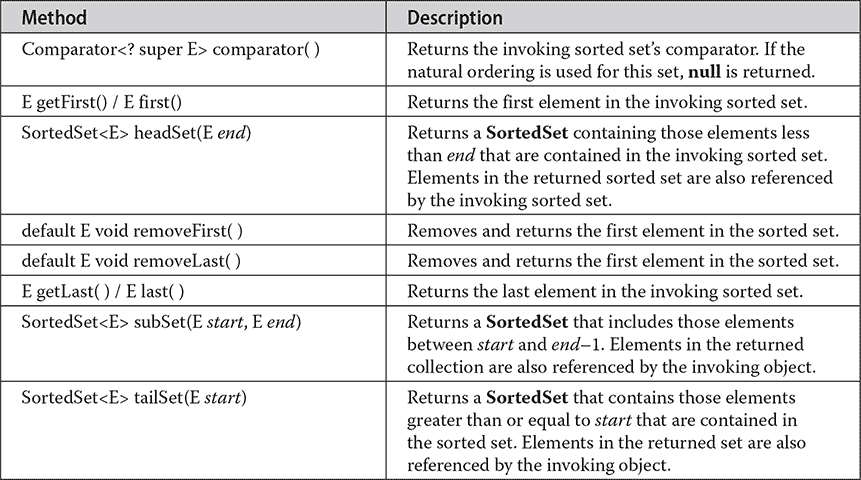 Method Description
Comparator<? super E> comparator( ) Returns the invoking sorted set’s comparator. If the
natural ordering is used for this set, null is returned.
E getFirst() / E first() Returns the first element in the invoking sorted set.
SortedSet<E> headSet(E end) Returns a SortedSet containing those elements less
than end that are contained in the invoking sorted set.
Elements in the returned sorted set are also referenced
by the invoking sorted set.
default E void removeFirst( ) Removes and returns the first element in the sorted set.
default E void removeLast( ) Removes and returns the first element in the sorted set.
E getLast( ) / E last( ) Returns the last element in the invoking sorted set.
SortedSet<E> subSet(E start, E end) Returns a SortedSet that includes those elements
between start and end–1. Elements in the returned
collection are also referenced by the invoking object.
SortedSet<E> tailSet(E start) Returns a SortedSet that contains those elements
greater than or equal to start that are contained in
the sorted set. Elements in the returned set are also
referenced by the invoking object.